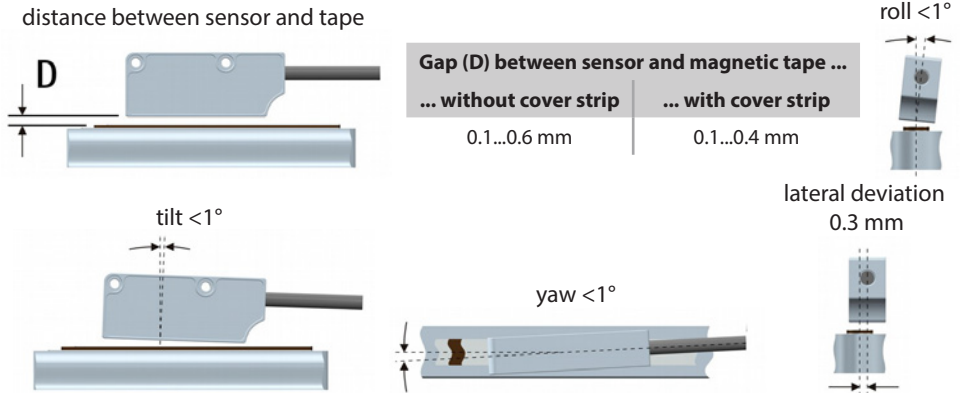 distance between sensor and tape
D
Gap (D) between sensor and magnetic tape ...
... without cover strip
... with cover strip
0.1...0.6 mm
0.1...0.4 mm
roll <1°
tilt <1°
yaw <1°
lateral deviation
0.3 mm